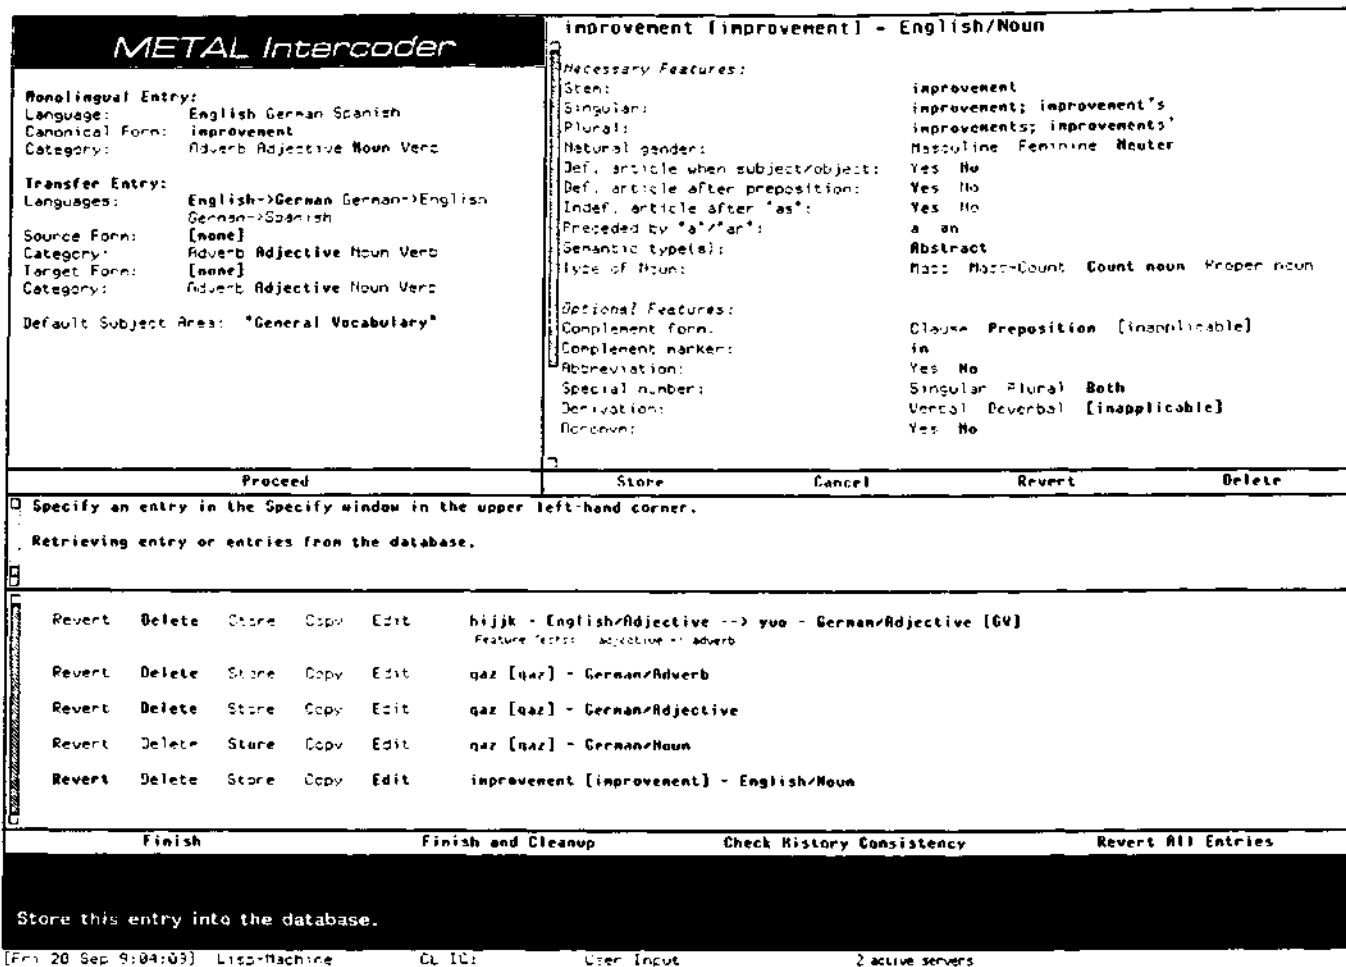 METAL Intercoder
Monolingual Entry:
Language: English German Spanish
Canonical Form: improvement
Category: Adverb Adjective Noun Verb
Transfer Entry:
Languages: English->German German->English
German->Spanish
Source Form: [none]
Category: Adverb Adjective Noun Verb
Target Form: [none]
Category: Adverb Adjective Noun Verb
Default Subject Area: "General Vocabulary"
Proceed
improvement [improvement] - English/Noun
Necessary Features:
Stem: improvement
Singular: improvement; improvement's
Plural: improvements; improvements'
Natural gender: Masculine Feminine Neuter
Def. article when subject/object: Yes No
Def. article after preposition: Yes No
Indef. article after "as": Yes No
Preceded by "a"/"an": a an
Semantic type(s): Abstract
Type of Noun: Mass Mass-Count Count noun Proper noun
Optional Features:
Complement form: Clause Preposition [inapplicable]
Complement marker: in
Abbreviation: Yes No
Special number: Singular Plural Both
Derivation: Verbal Deverbal [inapplicable]
Acronym: Yes No
Store Cancel Revert Delete
Specify an entry in the Specify window in the upper left-hand corner.
Retrieving entry or entries from the database.
Revert Delete Store Copy Edit hijjk - English/Adjective --> yuo - German/Adjective [GV]
Feature Tests: adjective adverb
Revert Delete Store Copy Edit qaz [qaz] - German/Adverb
Revert Delete Store Copy Edit qaz [qaz] - German/Adjective
Revert Delete Store Copy Edit qaz [qaz] - German/Noun
Revert Delete Store Copy Edit improvement [improvement] - English/Noun
Finish Finish and Cleanup Check History Consistency Revert All Entries
Store this entry into the database.
[Fri 20 Sep 9:04:03] Lisp-Machine CL User Input 2 active servers